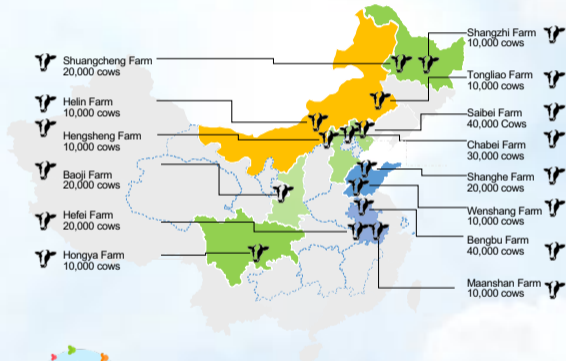 Shuangcheng Farm
20,000 cows
Helin Farm
10,000 cows
Hengsheng Farm
10,000 cows
Baoji Farm
20,000 cows
Hefei Farm
20,000 cows
Hongya Farm
10,000 cows
Shangzhi Farm
10,000 cows
Tongliao Farm
10,000 cows
Saibei Farm
40,000 Cows
Chabei Farm
30,000 cows
Shanghe Farm
20,000 cows
Wenshang Farm
10,000 cows
Bengbu Farm
40,000 cows
Maanshan Farm
10,000 cows